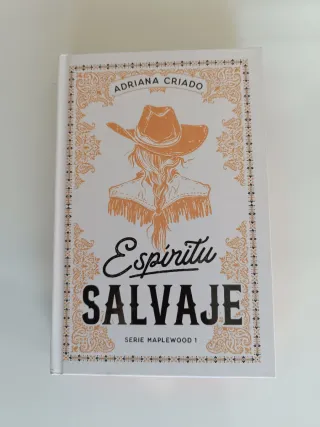 ADRIANA CRIADO
Espíritu
SALVAJE
SERIE MAPLEWOOD 1